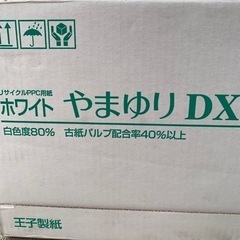 リサイクルPPC用紙
ホワイト やまゆり DX
白色度80% 古紙パルプ配合率40%以上
王子製紙